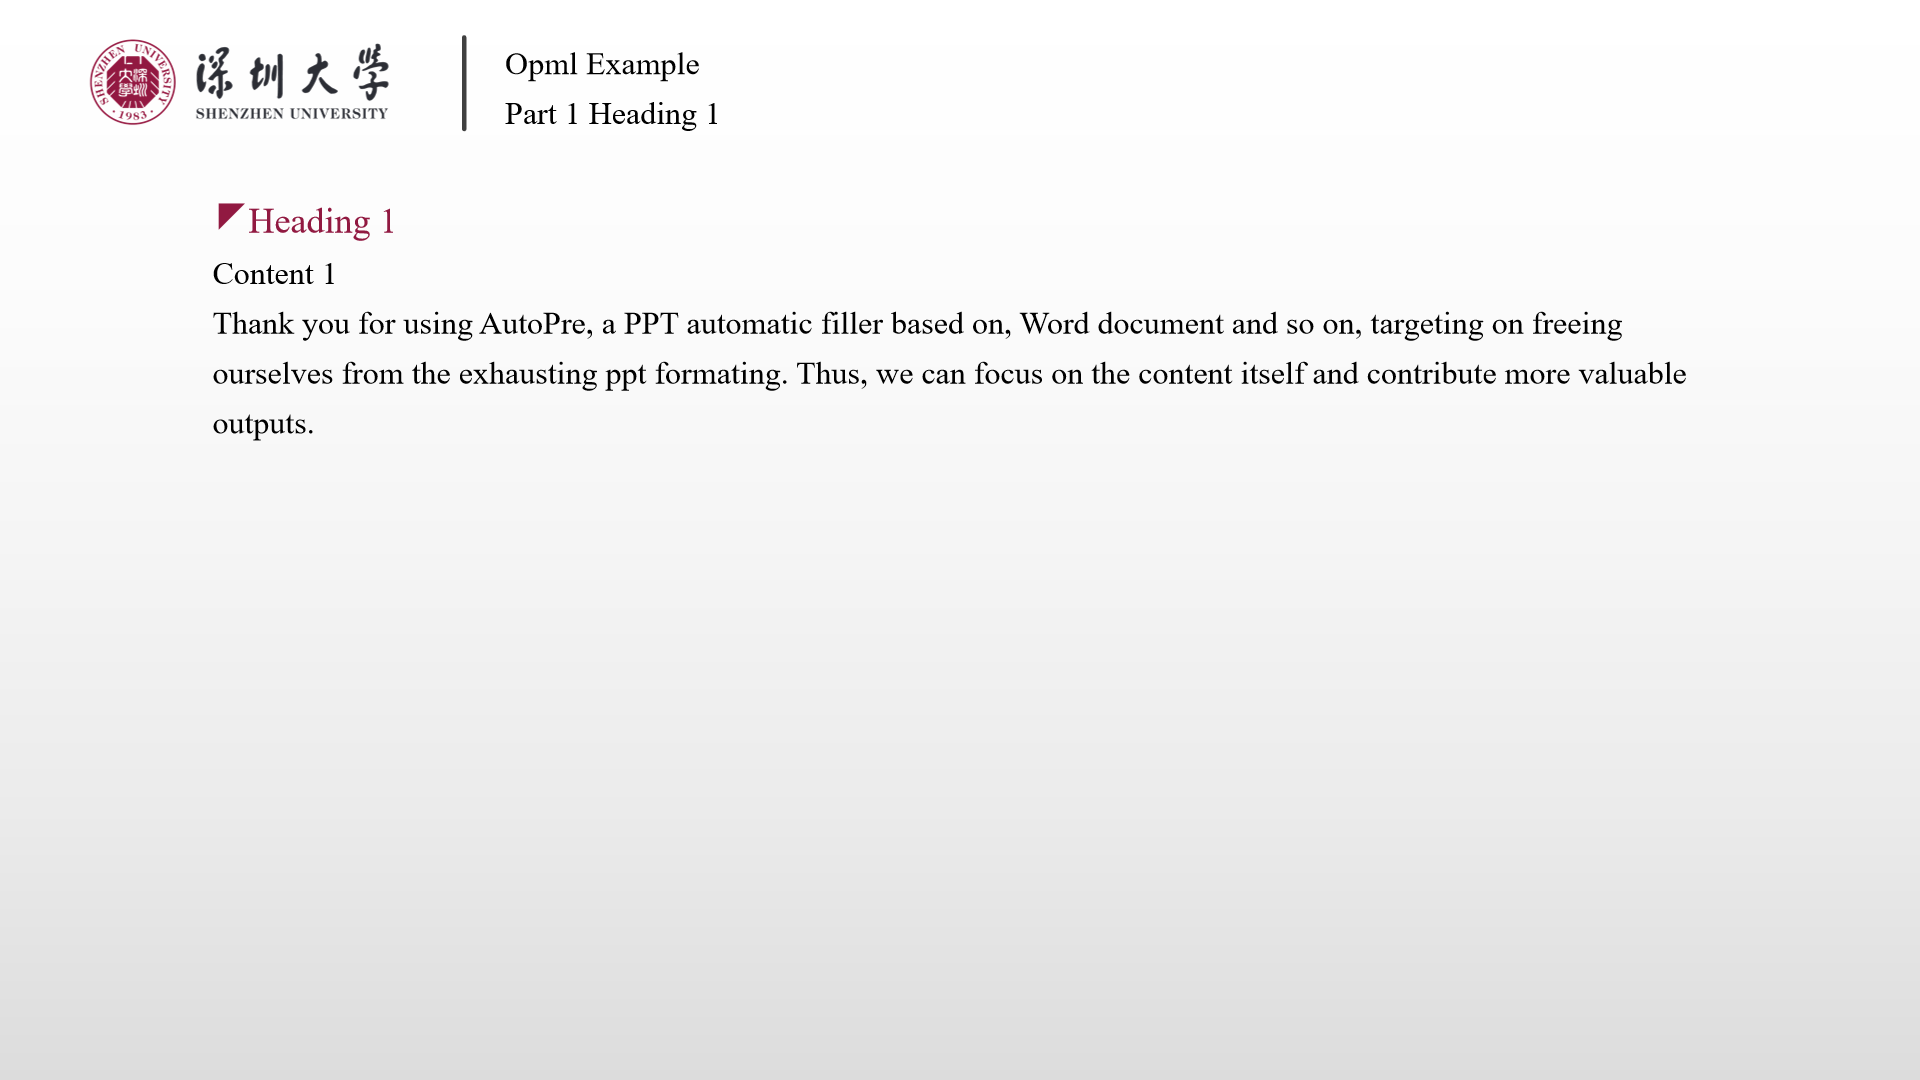 SHENZHEN UNIVERSITY
大深
學圳
·1983·
深圳大学
SHENZHEN UNIVERSITY
Opml Example
Part 1 Heading 1
Heading 1
Content 1
Thank you for using AutoPre, a PPT automatic filler based on, Word document and so on, targeting on freeing
ourselves from the exhausting ppt formating. Thus, we can focus on the content itself and contribute more valuable
outputs.